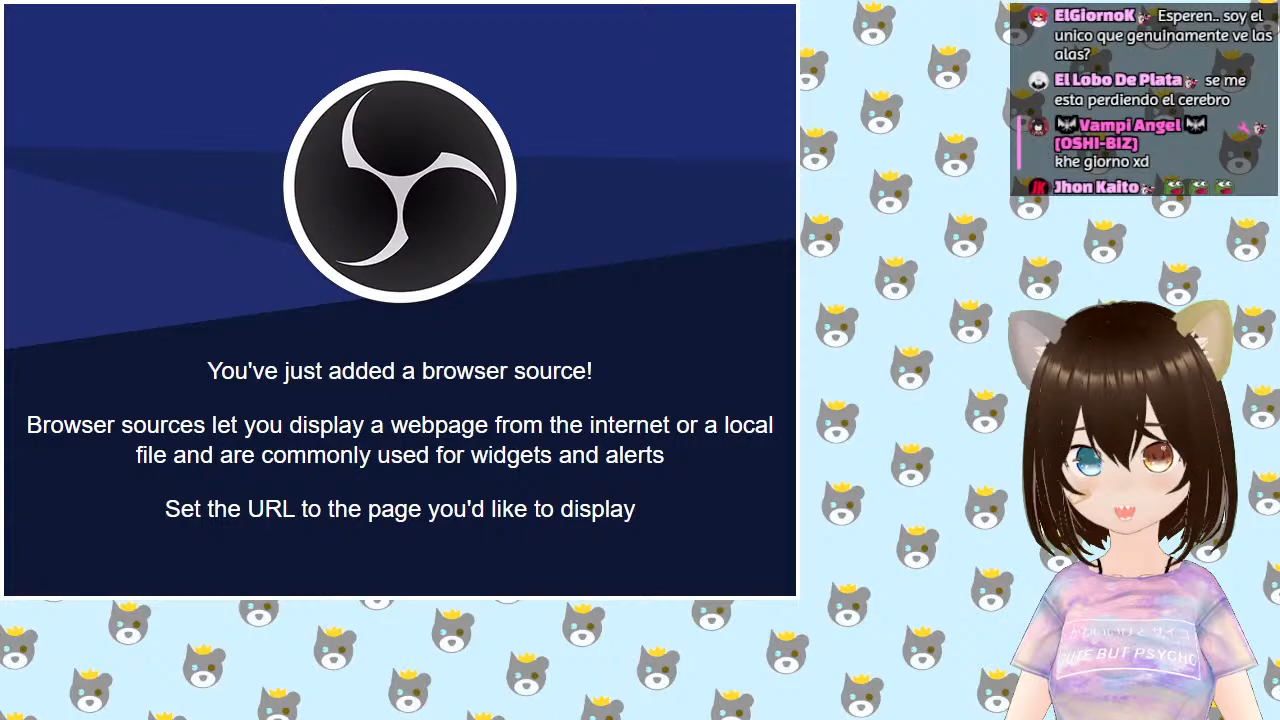 You've just added a browser source!
Browser sources let you display a webpage from the internet or a local
file and are commonly used for widgets and alerts
Set the URL to the page you'd like to display
ElGiornoK Esperen.. soy el
unico que genuinamente ve las
alas?
El Lobo De Plata se me
esta perdiendo el cerebro
Vampi Angel
(OSHI-BIZ)
khe giorno xd
Jhon Kaito
CUTE BUT PSYCHO